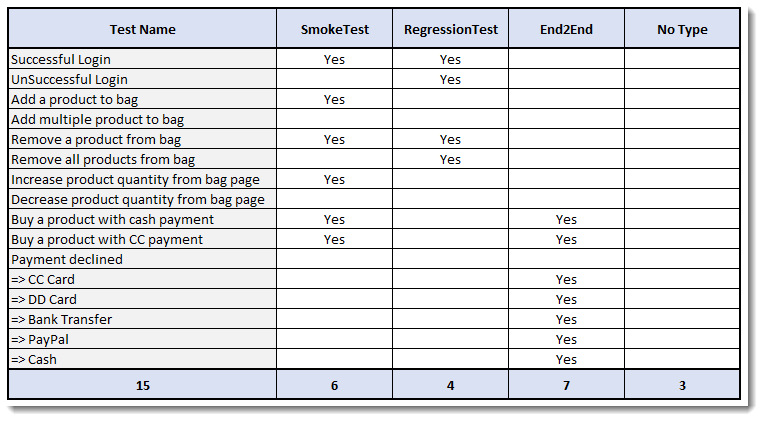 Test Name SmokeTest RegressionTest End2End No Type
Successful Login Yes Yes
UnSuccessful Login Yes
Add a product to bag Yes
Add multiple product to bag
Remove a product from bag Yes Yes
Remove all products from bag Yes
Increase product quantity from bag page Yes
Decrease product quantity from bag page
Buy a product with cash payment Yes Yes
Buy a product with CC payment Yes Yes
Payment declined
=> CC Card Yes
=> DD Card Yes
=> Bank Transfer Yes
=> PayPal Yes
=> Cash Yes
15 6 4 7 3